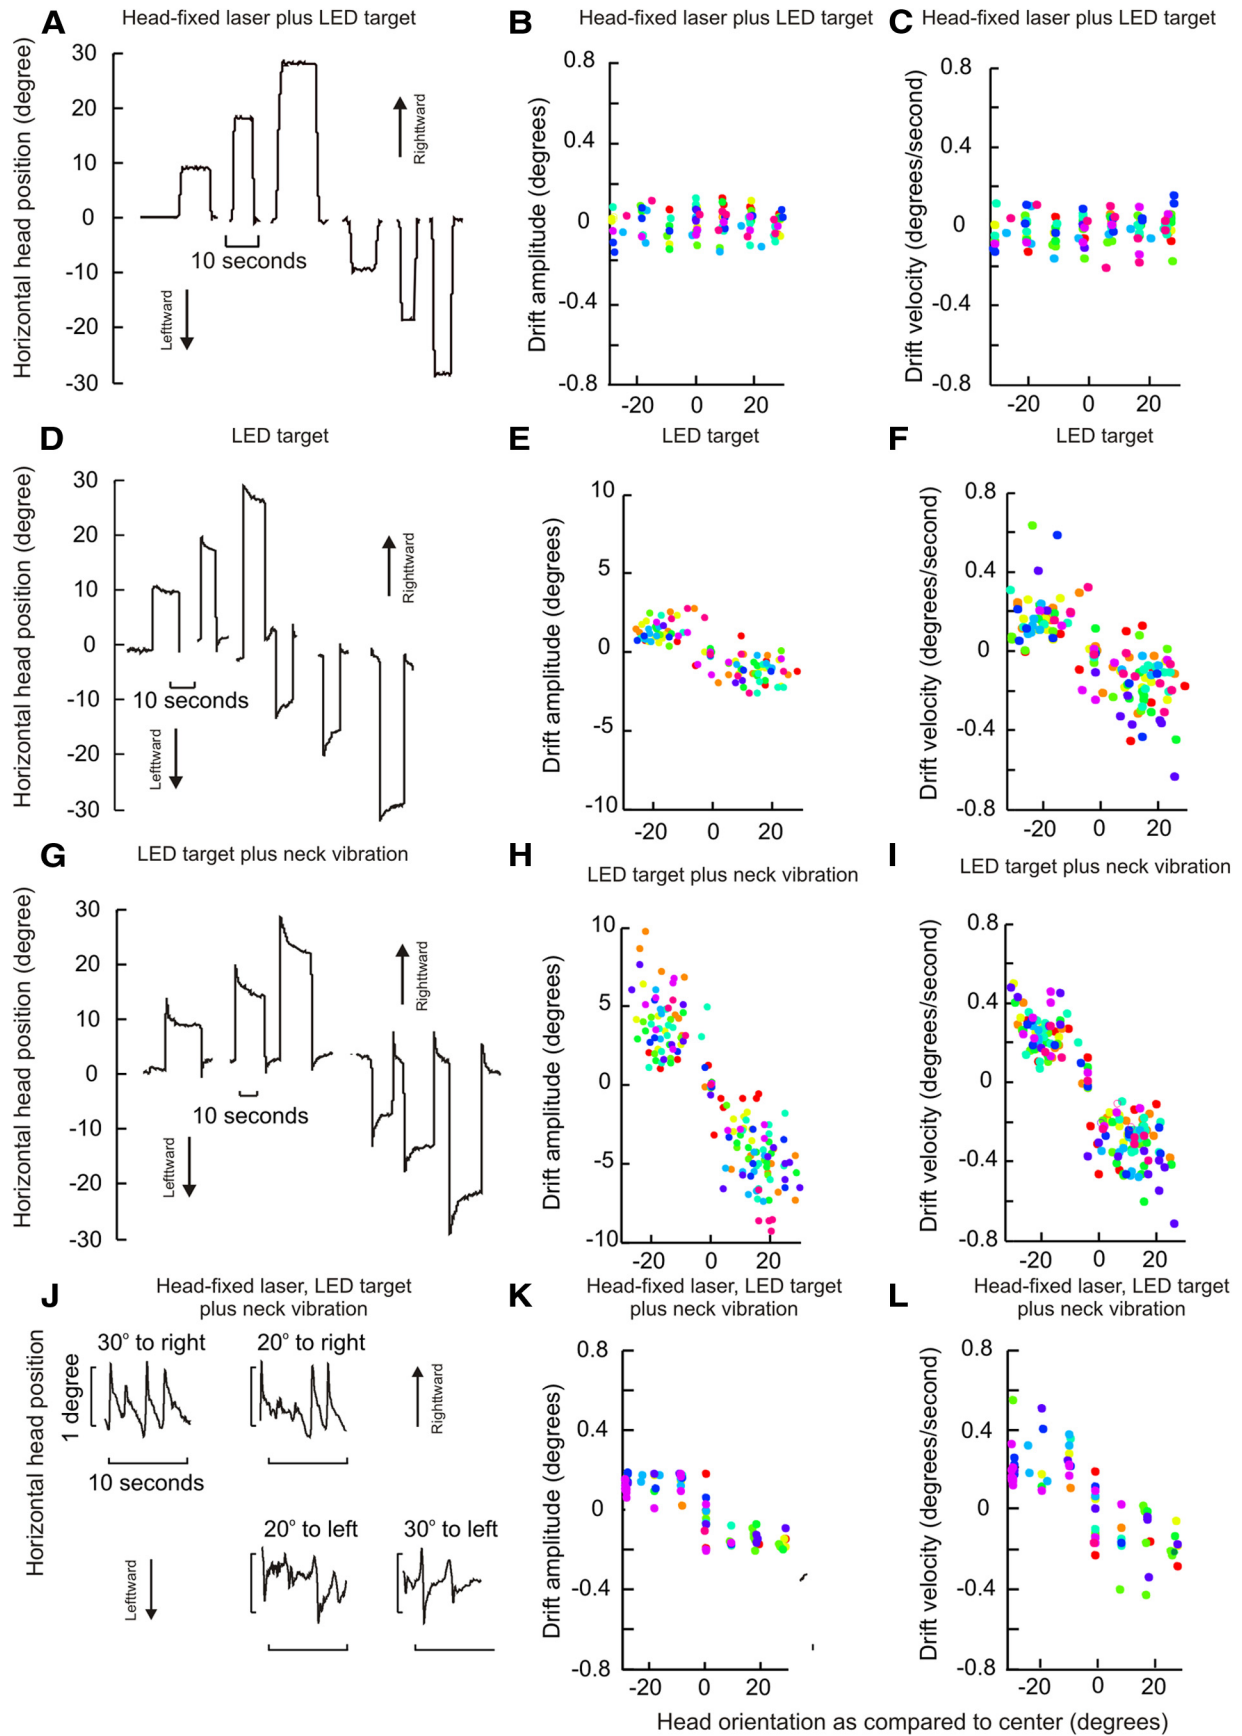 A Head-fixed laser plus LED target
Horizontal head position (degree)
30
20
10
0
-10
-20
-30
10 seconds
Righttward
Lefttward
B Head-fixed laser plus LED target
Drift amplitude (degrees)
0.8
0.4
0
-0.4
-0.8
-20 0 20
C Head-fixed laser plus LED target
Drift velocity (degrees/second)
0.8
0.4
0
-0.4
-0.8
-20 0 20
D LED target
Horizontal head position (degree)
30
20
10
0
-10
-20
-30
10 seconds
Righttward
Lefttward
E LED target
Drift amplitude (degrees)
10
5
0
-5
-10
-20 0 20
F LED target
Drift velocity (degrees/second)
0.8
0.4
0
-0.4
-0.8
-20 0 20
G LED target plus neck vibration
Horizontal head position (degree)
30
20
10
0
-10
-20
-30
10 seconds
Righttward
Lefttward
H LED target plus neck vibration
Drift amplitude (degrees)
10
5
0
-5
-10
-20 0 20
I LED target plus neck vibration
Drift velocity (degrees/second)
0.8
0.4
0
-0.4
-0.8
-20 0 20
J Head-fixed laser, LED target
plus neck vibration
Horizontal head position
1 degree
30° to right
20° to right
10 seconds
20° to left
30° to left
Righttward
Lefttward
K Head-fixed laser, LED target
plus neck vibration
Drift amplitude (degrees)
0.8
0.4
0
-0.4
-0.8
-20 0 20
L Head-fixed laser, LED target
plus neck vibration
Drift velocity (degrees/second)
0.8
0.4
0
-0.4
-0.8
-20 0 20
Head orientation as compared to center (degrees)